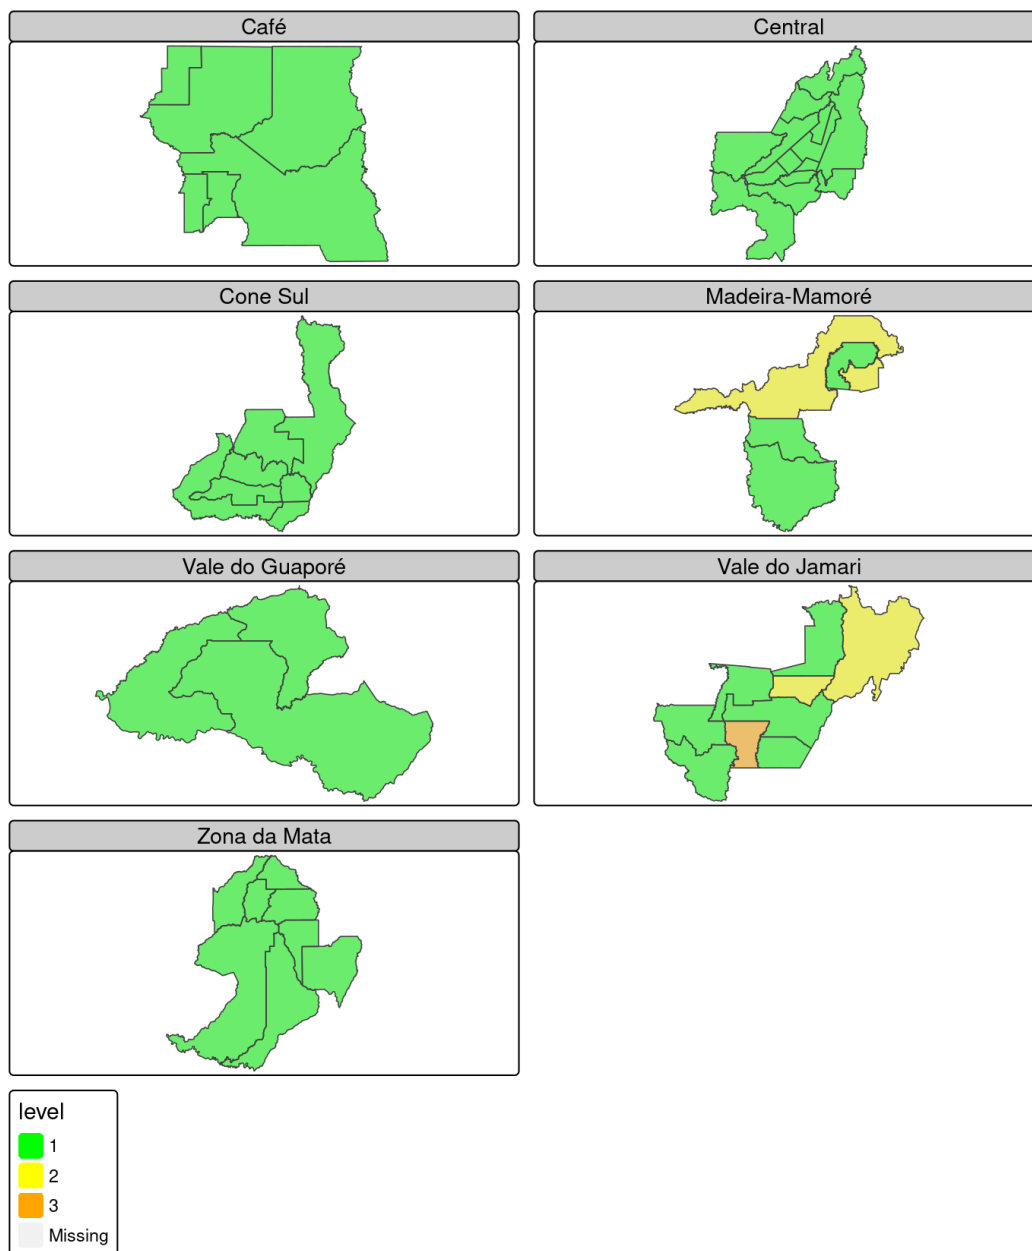 Café
Central
Cone Sul
Madeira-Mamoré
Vale do Guaporé
Vale do Jamari
Zona da Mata
level
1
2
3
Missing